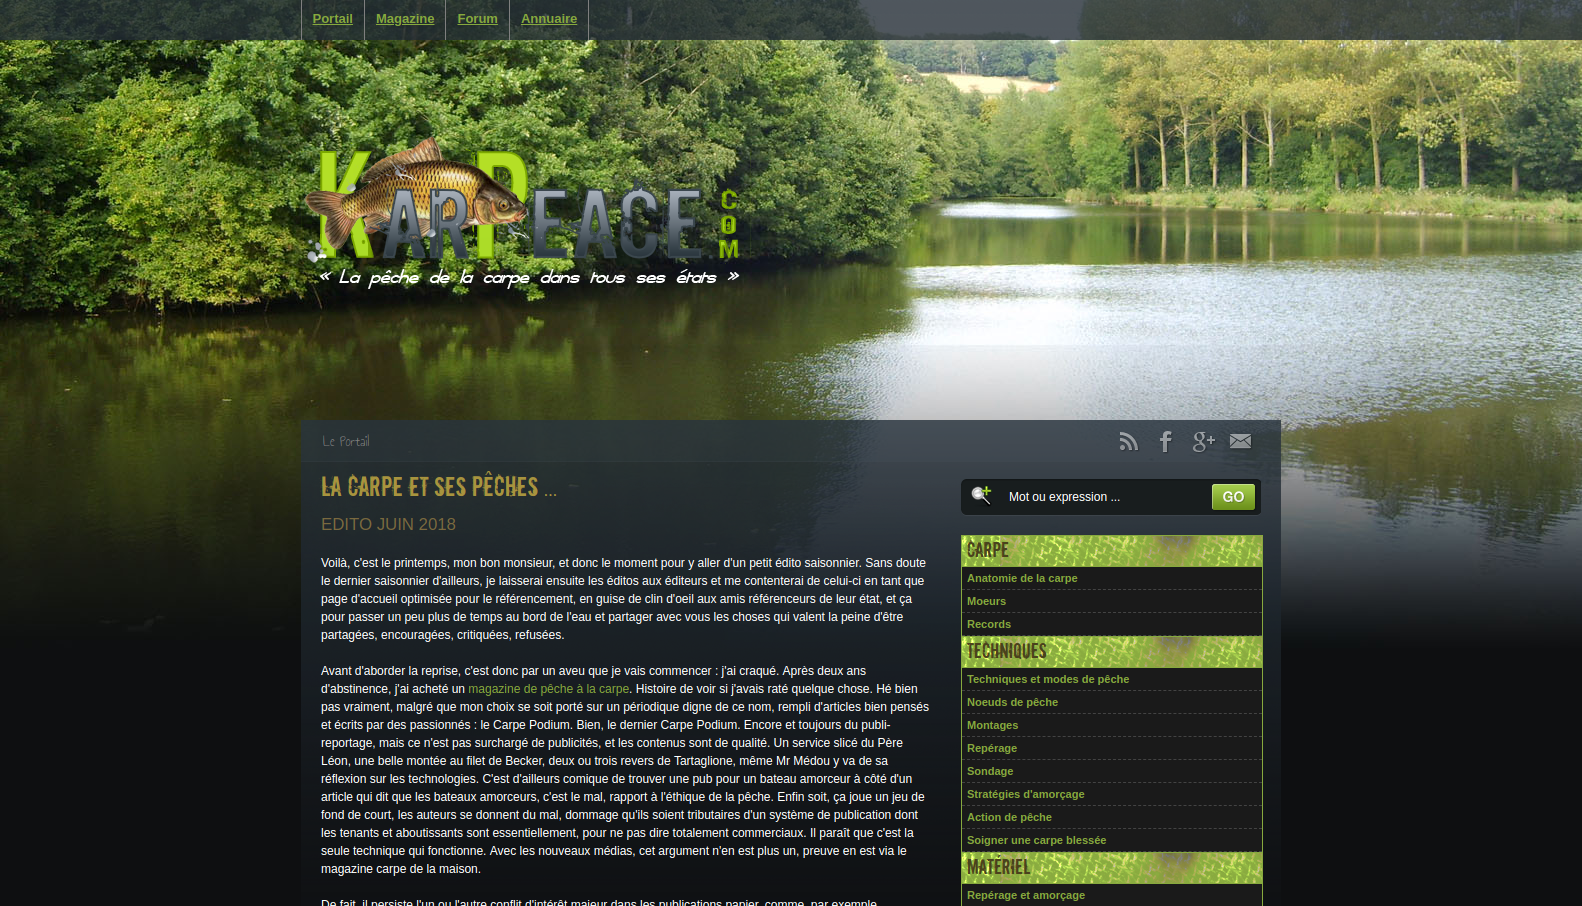 Portail Magazine Forum Annuaire
KarPeace.com
« La pêche de la carpe dans tous ses états »
Le Portail
La Carpe et ses pêches ...
EDITO JUIN 2018
Voilà, c'est le printemps, mon bon monsieur, et donc le moment pour y aller d'un petit édito saisonnier. Sans doute
le dernier saisonnier d'ailleurs, je laisserai ensuite les éditos aux éditeurs et me contenterai de celui-ci en tant que
page d'accueil optimisée pour le référencement, en guise de clin d'oeil aux amis référenceurs de leur état, et ça
pour passer un peu plus de temps au bord de l'eau et partager avec vous les choses qui valent la peine d'être
partagées, encouragées, critiquées, refusées.
Avant d'aborder la reprise, c'est donc par un aveu que je vais commencer : j'ai craqué. Après deux ans
d'abstinence, j'ai acheté un magazine de pêche à la carpe. Histoire de voir si j'avais raté quelque chose. Hé bien
pas vraiment, malgré que mon choix se soit porté sur un périodique digne de ce nom, rempli d'articles bien pensés
et écrits par des passionnés : le Carpe Podium. Bien, le dernier Carpe Podium. Encore et toujours du publi-
reportage, mais ce n'est pas surchargé de publicités, et les contenus sont de qualité. Un service slicé du Père
Léon, une belle montée au filet de Becker, deux ou trois revers de Tartaglione, même Mr Médou y va de sa
réflexion sur les technologies. C'est d'ailleurs comique de trouver une pub pour un bateau amorceur à côté d'un
article qui dit que les bateaux amorceurs, c'est le mal, rapport à l'éthique de la pêche. Enfin soit, ça joue un jeu de
fond de court, les auteurs se donnent du mal, dommage qu'ils soient tributaires d'un système de publication dont
les tenants et aboutissants sont essentiellement, pour ne pas dire totalement commerciaux. Il paraît que c'est la
seule technique qui fonctionne. Avec les nouveaux médias, cet argument n'en est plus un, preuve en est via le
magazine carpe de la maison.
De fait, il persiste l'un ou l'autre conflit d'intérêt majeur dans les publications papier, comme, par exemple,
Mot ou expression ... GO
CARPE
Anatomie de la carpe
Moeurs
Records
TECHNIQUES
Techniques et modes de pêche
Noeuds de pêche
Montages
Repérage
Sondage
Stratégies d'amorçage
Action de pêche
Soigner une carpe blessée
MATÉRIEL
Repérage et amorçage